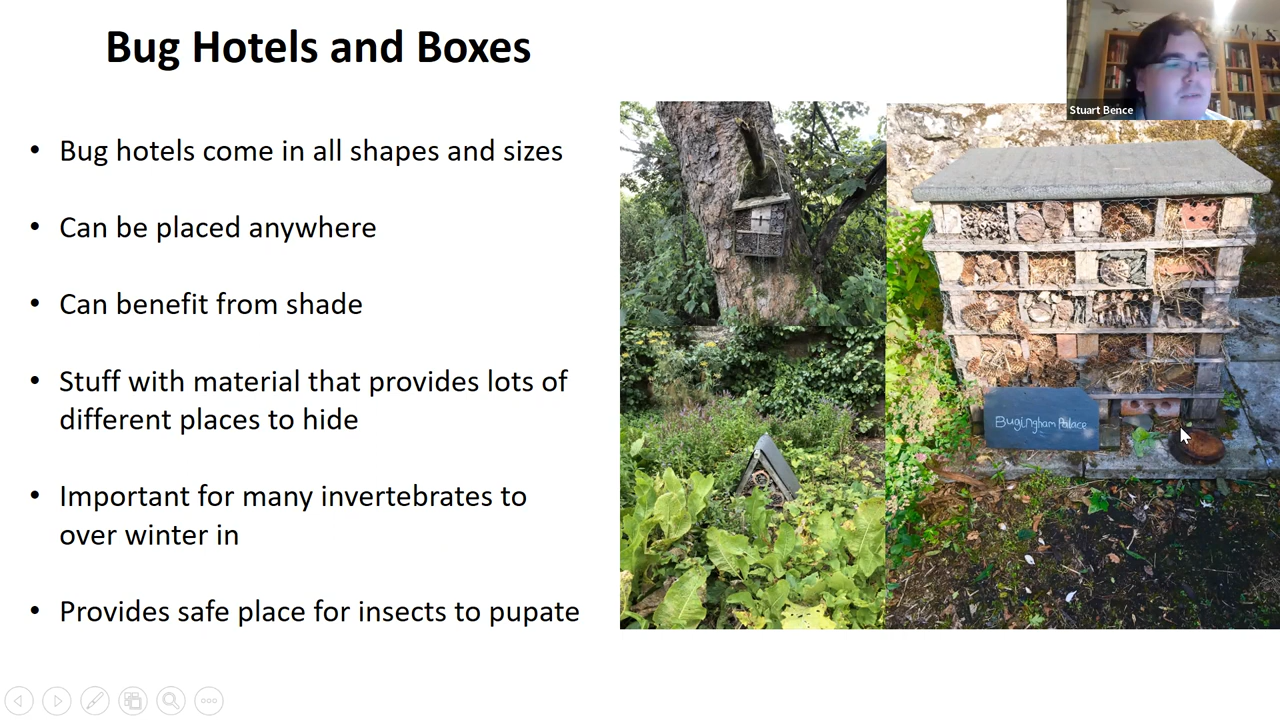 Bug Hotels and Boxes
Stuart Bence
• Bug hotels come in all shapes and sizes
• Can be placed anywhere
• Can benefit from shade
• Stuff with material that provides lots of
different places to hide
• Important for many invertebrates to
over winter in
• Provides safe place for insects to pupate
Bugingham Palace